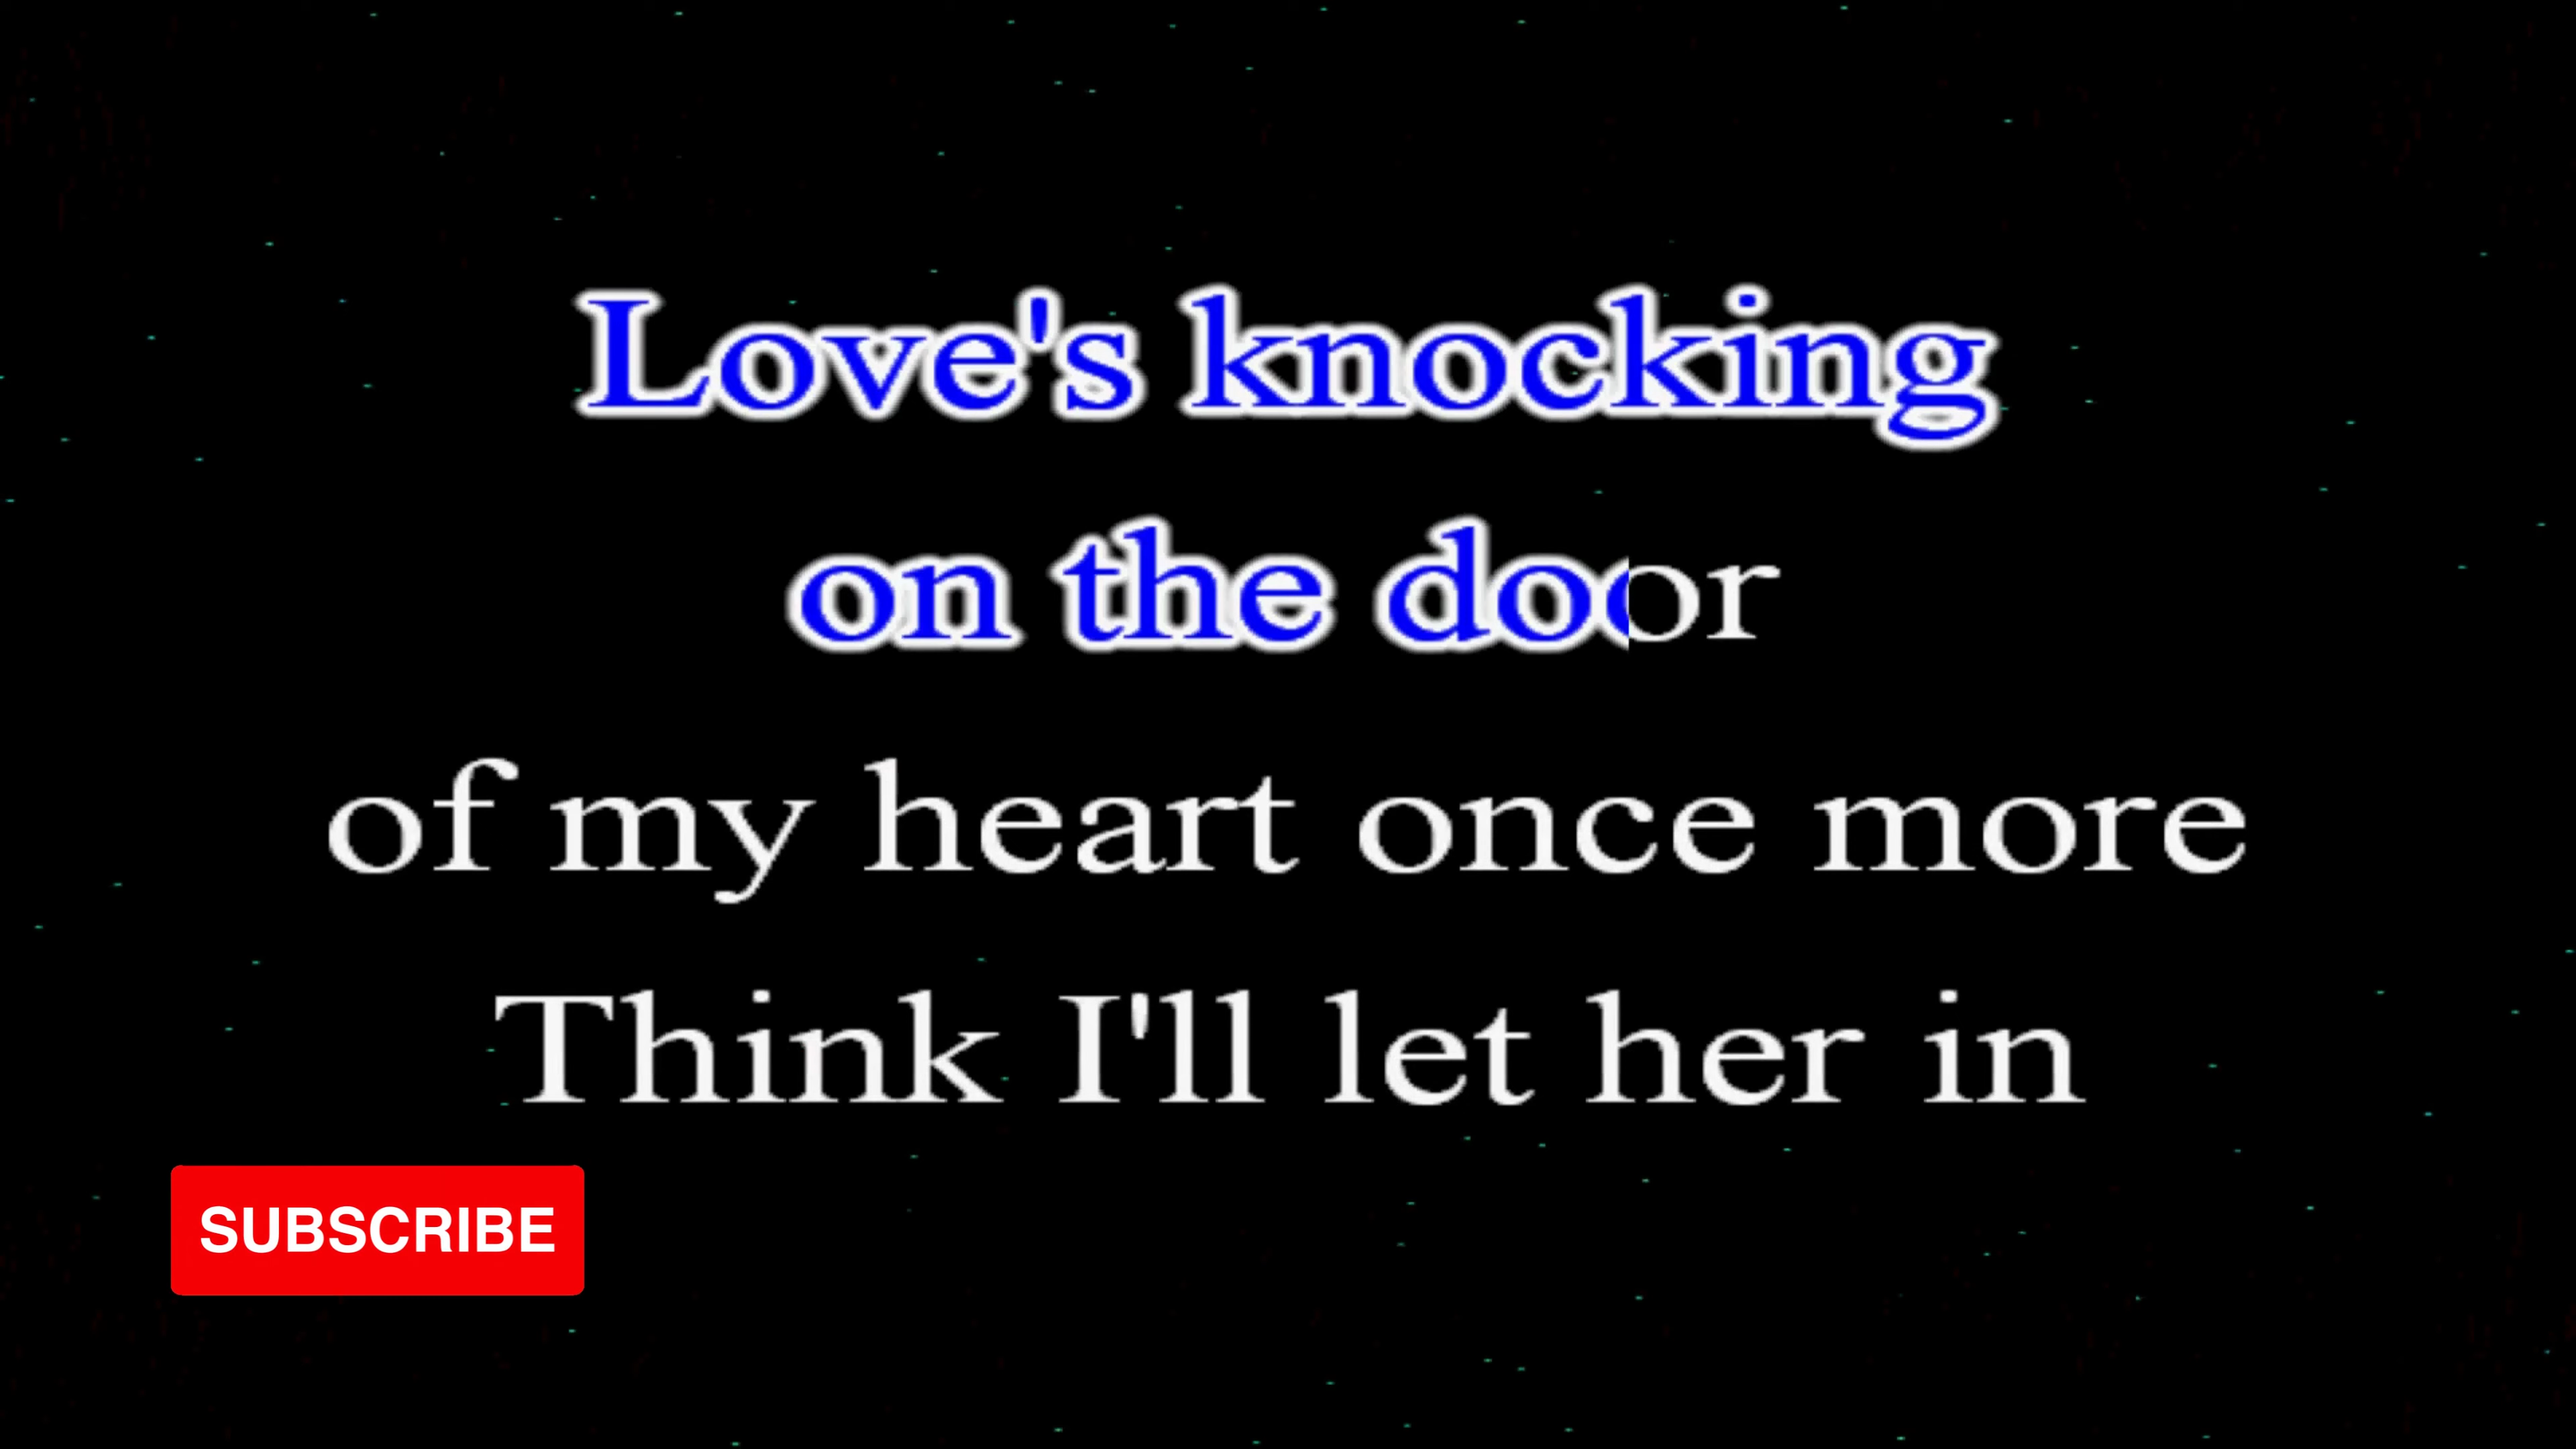 Love's knocking
on the door
of my heart once more
Think I'll let her in
SUBSCRIBE